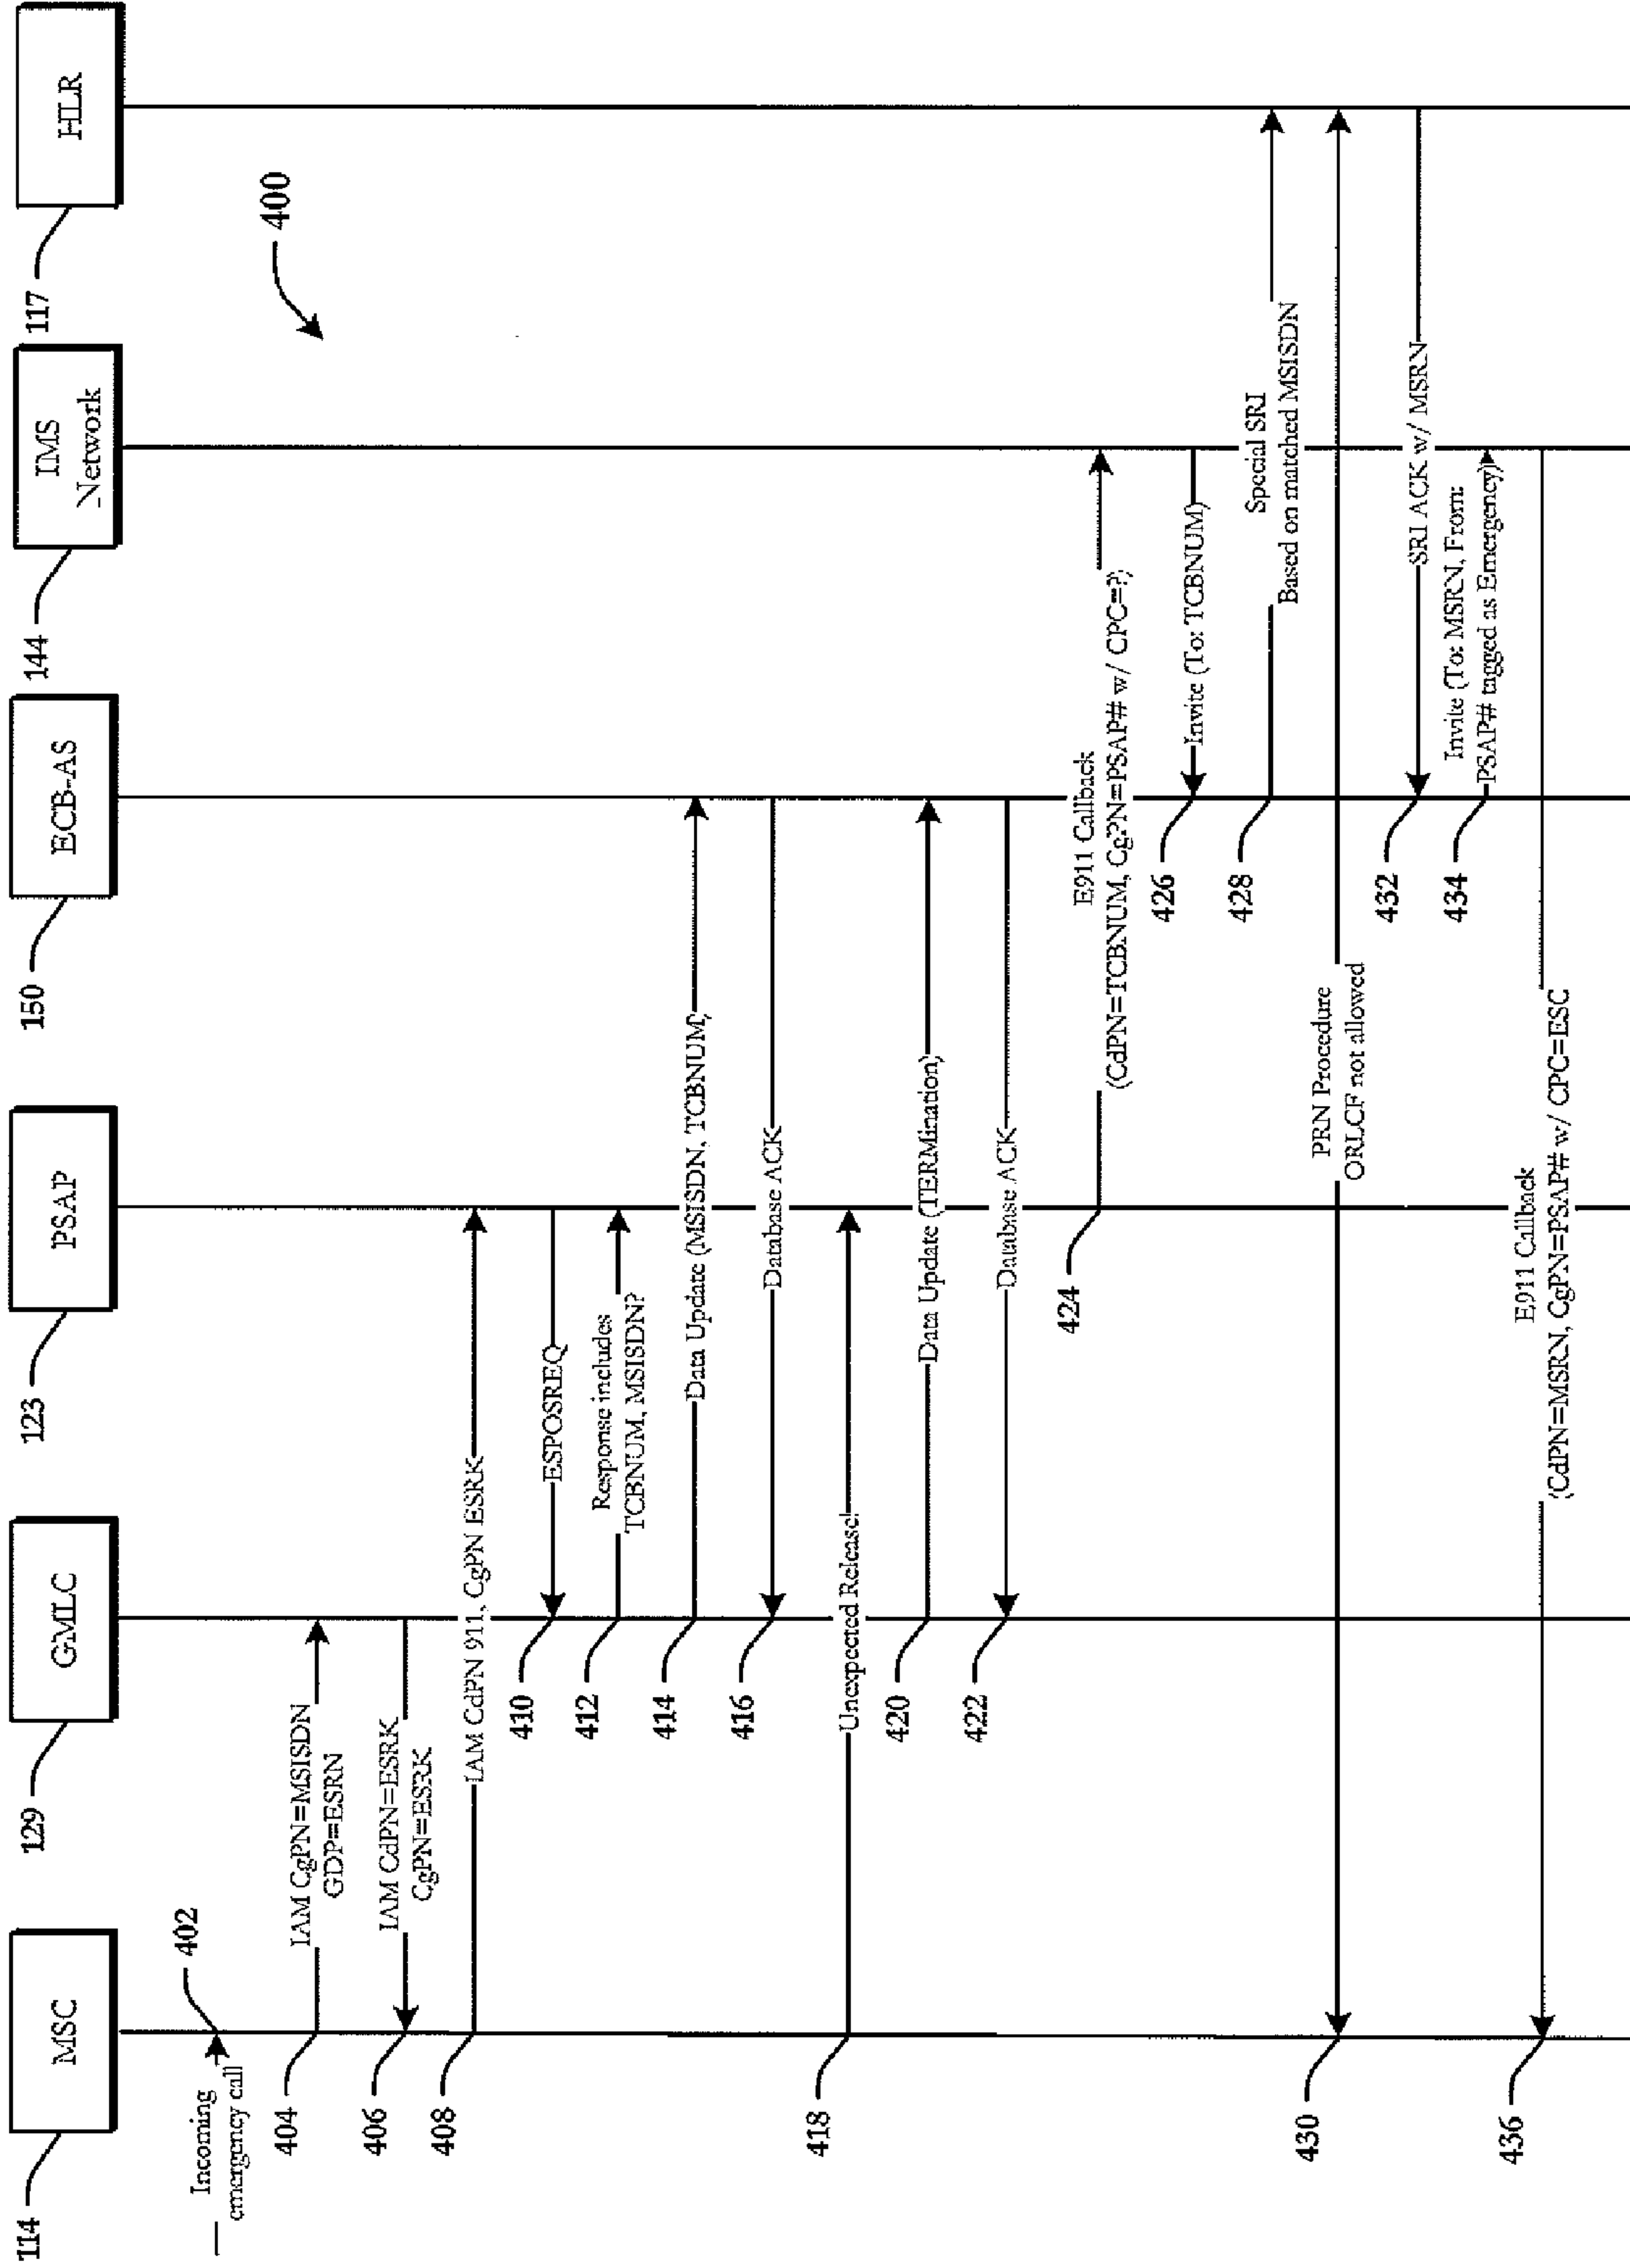 MSC
GMLC
PSAP
ECB-AS
IMS
Network
HLR
114
129
123
150
144
117
400
402
Incoming
emergency call
IAM CgPN=MSISDN
GDP=ESRN
404
IAM CdPN=ESRK
CgPN=ESRK
406
IAM CdPN 911, CgPN ESRK
408
ESPOSREQ
410
Response includes
TCBNUM, MSISDN?
412
Data Update (MSISDN, TCBNUM)
414
Database ACK
416
Unexpected Release!
418
Data Update (TERMination)
420
Database ACK
422
E911 Callback
(CdPN=TCBNUM, CgPN=PSAP# w/ CPC=?)
424
Invite (To: TCBNUM)
426
Special SRI
Based on matched MSISDN
428
PRN Procedure
ORLCF not allowed
430
SRI ACK w/ MSRN
432
Invite (To: MSRN, From:
PSAP# tagged as Emergency)
434
E911 Callback
(CdPN=MSRN, CgPN=PSAP# w/ CPC=ESC
436